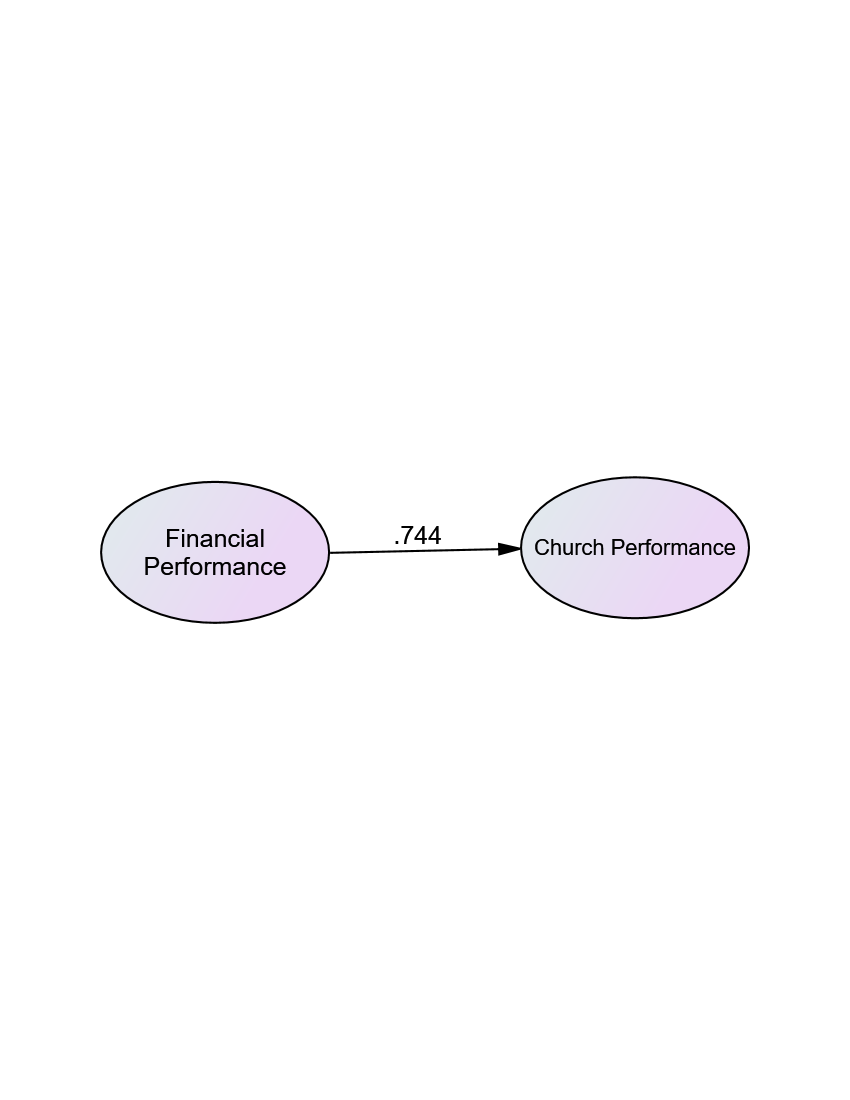 Financial
Performance
.744
Church Performance